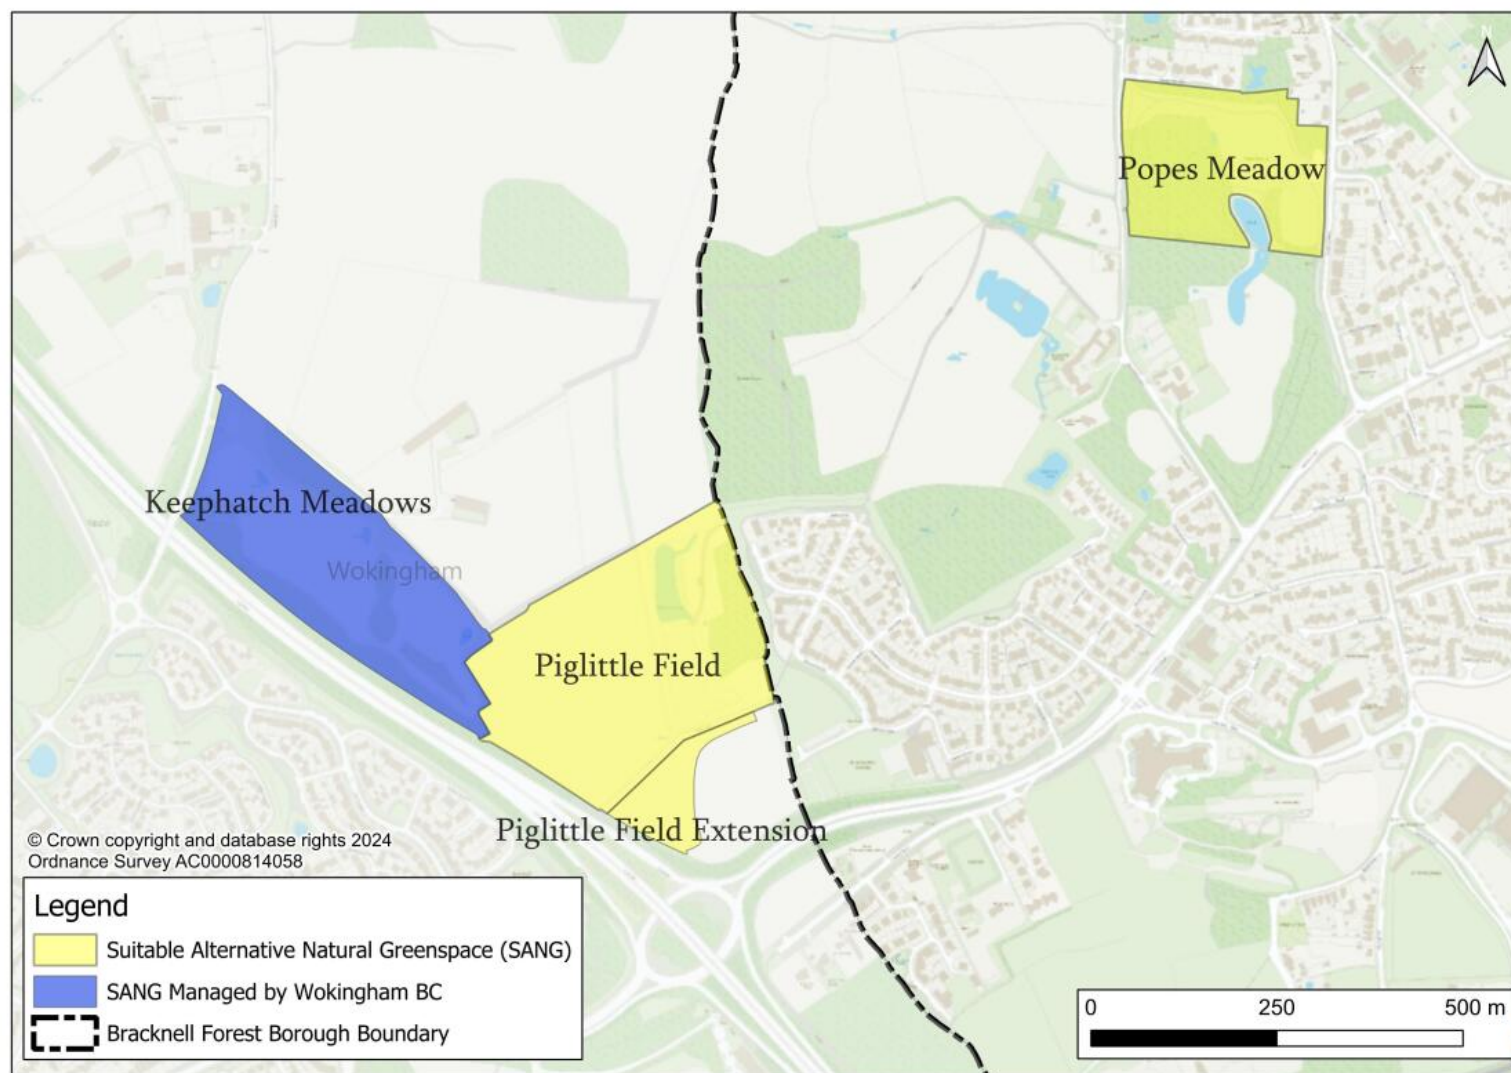 Popes Meadow
Keephatch Meadows
Wokingham
Piglittle Field
Piglittle Field Extension
© Crown copyright and database rights 2024
Ordnance Survey AC0000814058
Legend
Suitable Alternative Natural Greenspace (SANG)
SANG Managed by Wokingham BC
Bracknell Forest Borough Boundary
0 250 500 m